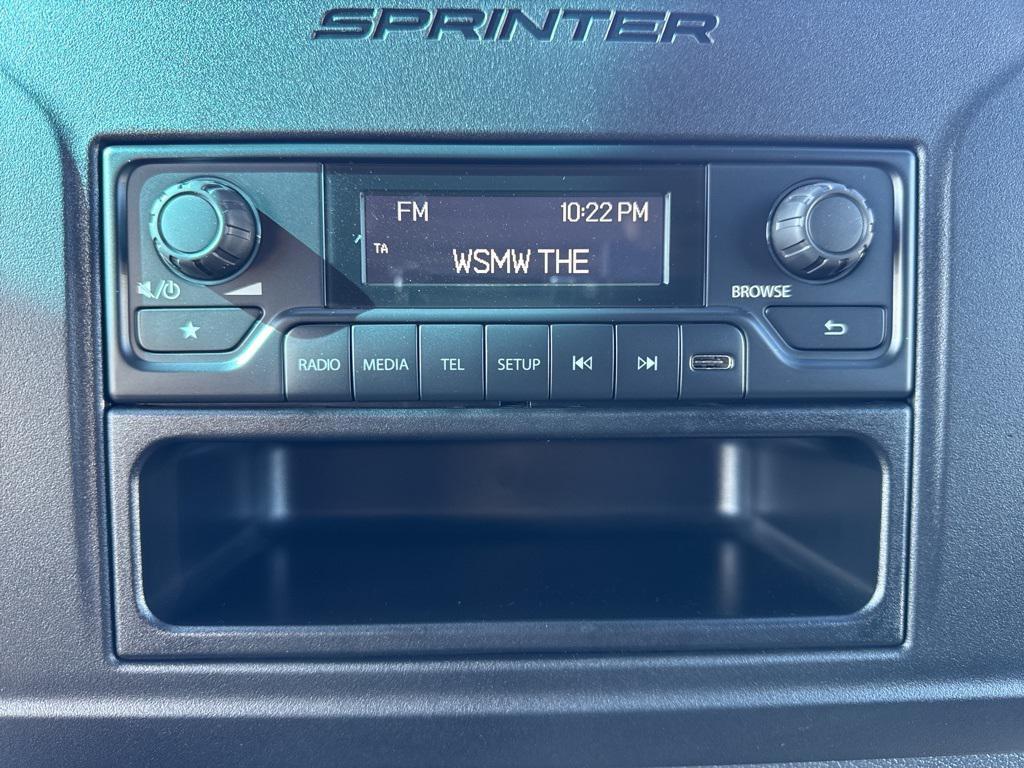 SPRINTER
FM 10:22 PM
TA
WSMW THE
BROWSE
RADIO MEDIA TEL SETUP